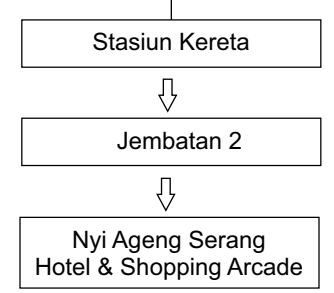 Stasiun Kereta
Jembatan 2
Nyi Ageng Serang
Hotel & Shopping Arcade